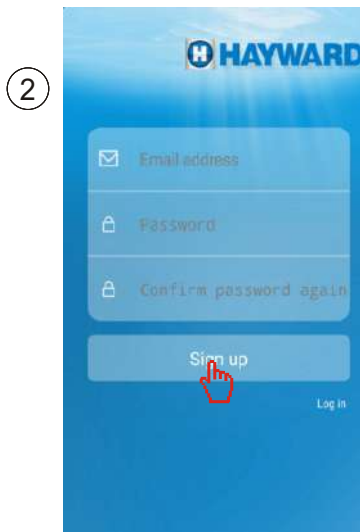 HAYWARD
2
Email address
Password
Confirm password again
Sign up
Log in